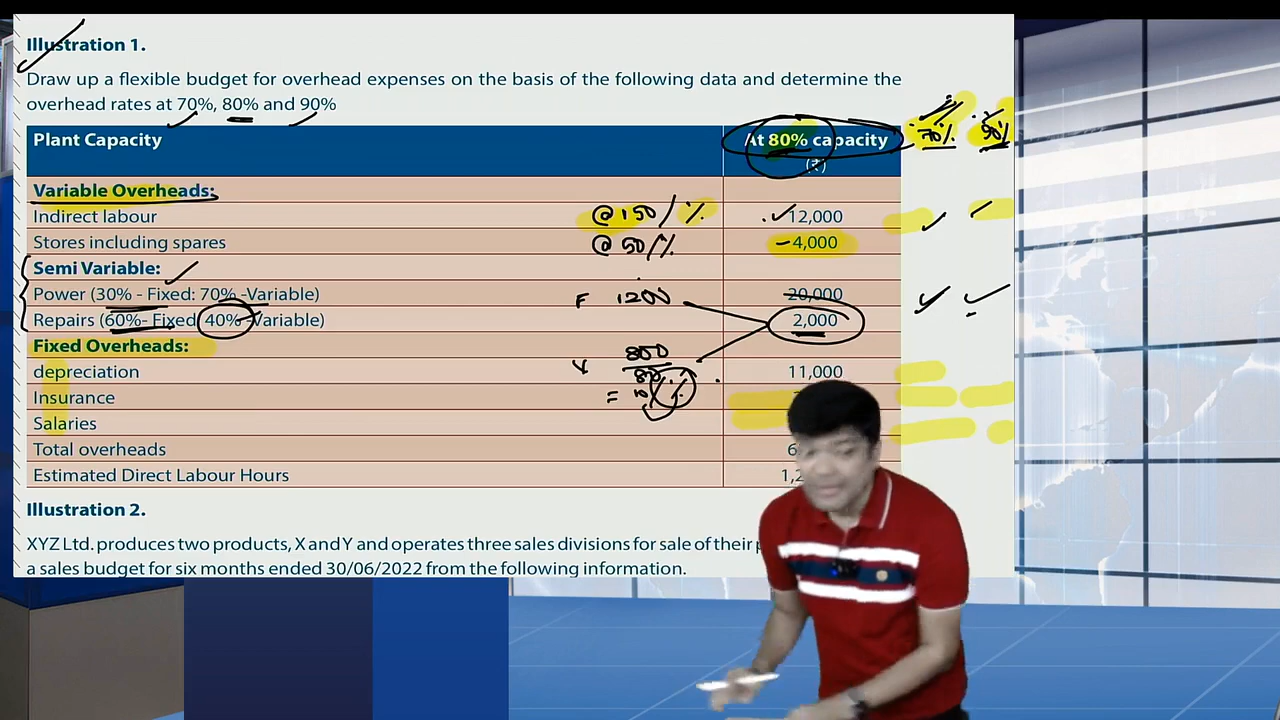 Illustration 1.
Draw up a flexible budget for overhead expenses on the basis of the following data and determine the
overhead rates at 70%, 80% and 90%
70% 90%
Plant Capacity At 80% capacity
(₹)
Variable Overheads:
Indirect labour @ 150/% 12,000
Stores including spares @ 50/% 4,000
Semi Variable:
Power (30% - Fixed: 70% -Variable) F 1200 20,000
Repairs (60%- Fixed 40% -Variable) 2,000
Fixed Overheads:
800
V 80%
depreciation 11,000
Insurance = 10/%
Salaries
Total overheads
Estimated Direct Labour Hours
Illustration 2.
XYZ Ltd. produces two products, X and Y and operates three sales divisions for sale of their
a sales budget for six months ended 30/06/2022 from the following information.